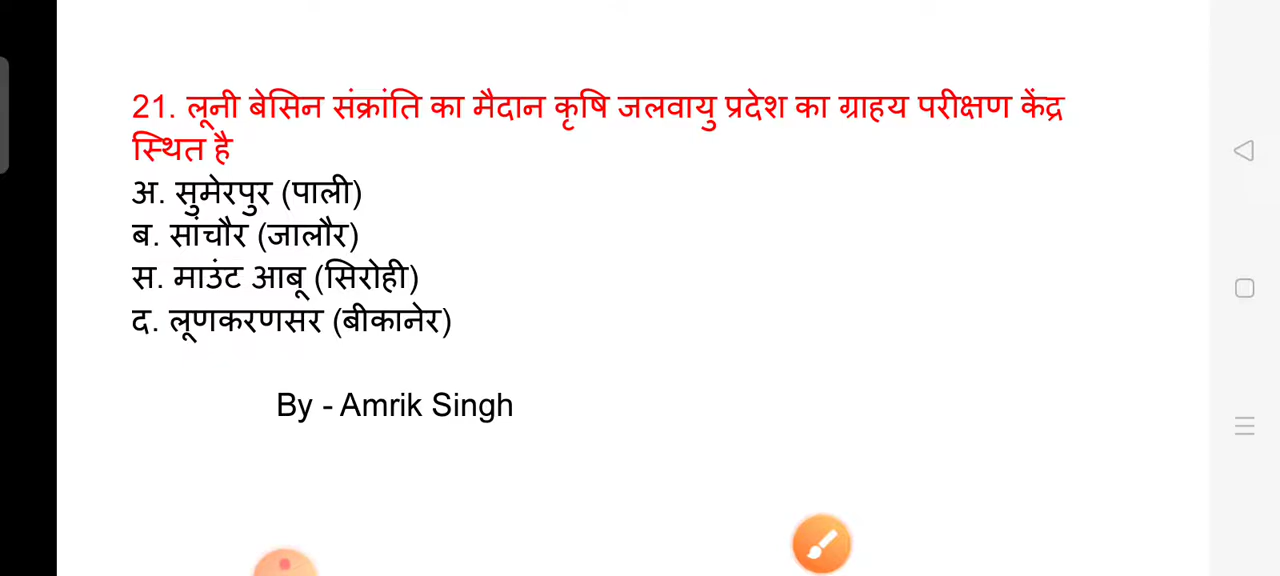 21. लूनी बेसिन संक्रांति का मैदान कृषि जलवायु प्रदेश का ग्राहय परीक्षण केंद्र
स्थित है
अ. सुमेरपुर (पाली)
ब. सांचौर (जालौर)
स. माउंट आबू (सिरोही)
द. लूणकरणसर (बीकानेर)
By - Amrik Singh